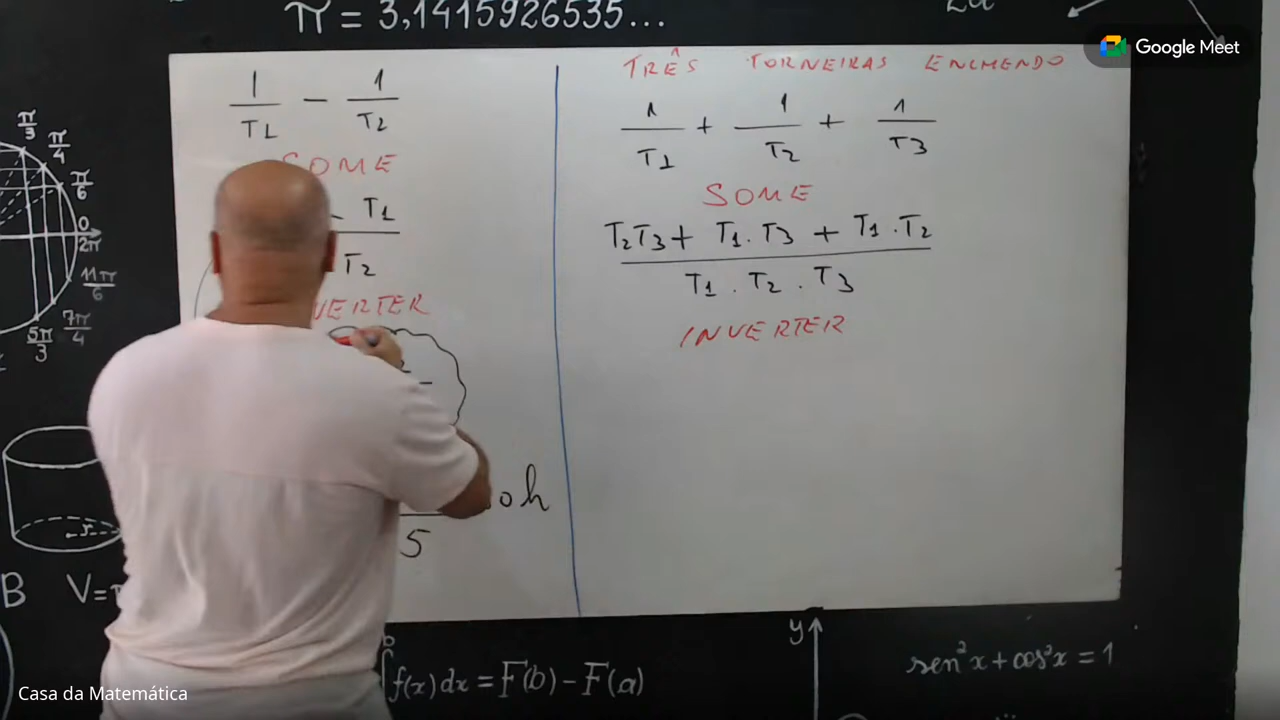 π = 3,1415926535...
2a
Google Meet
π/3
π/4
π/6
0
2π
11π/6
7π/4
5π/3
1/T1 - 1/T2
SOME
- T1
T2
VERTER
oh
5
TRÊS TORNEIRAS ENCHENDO
1/T1 + 1/T2 + 1/T3
SOME
T2T3 + T1.T3 + T1.T2
T1 . T2 . T3
INVERTER
r
B V=π
b
∫f(x)dx = F(b) - F(a)
y
sen²x + cos²x = 1
Casa da Matemática